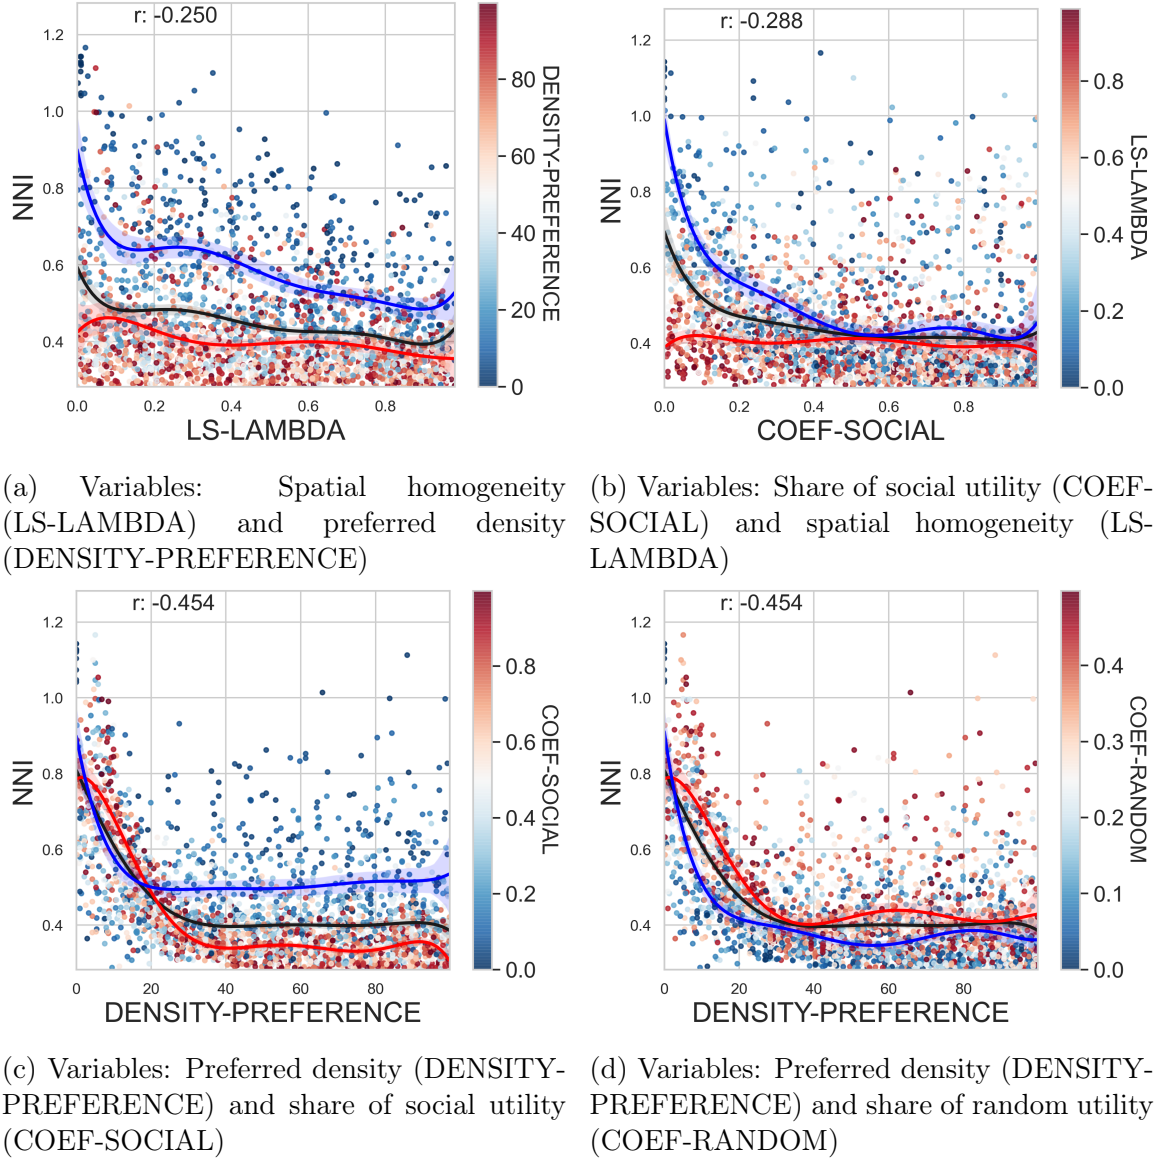 r: -0.250
1.2
1.0
0.8
0.6
0.4
NNI
0.0 0.2 0.4 0.6 0.8
LS-LAMBDA
80
60
40
20
0
DENSITY-PREFERENCE
r: -0.288
1.2
1.0
0.8
0.6
0.4
NNI
0.0 0.2 0.4 0.6 0.8
COEF-SOCIAL
0.8
0.6
0.4
0.2
0.0
LS-LAMBDA
(a) Variables: Spatial homogeneity
(LS-LAMBDA) and preferred density
(DENSITY-PREFERENCE)
(b) Variables: Share of social utility (COEF-
SOCIAL) and spatial homogeneity (LS-
LAMBDA)
r: -0.454
1.2
1.0
0.8
0.6
0.4
NNI
0 20 40 60 80
DENSITY-PREFERENCE
0.8
0.6
0.4
0.2
0.0
COEF-SOCIAL
r: -0.454
1.2
1.0
0.8
0.6
0.4
NNI
0 20 40 60 80
DENSITY-PREFERENCE
0.4
0.3
0.2
0.1
0.0
COEF-RANDOM
(c) Variables: Preferred density (DENSITY-
PREFERENCE) and share of social utility
(COEF-SOCIAL)
(d) Variables: Preferred density (DENSITY-
PREFERENCE) and share of random utility
(COEF-RANDOM)